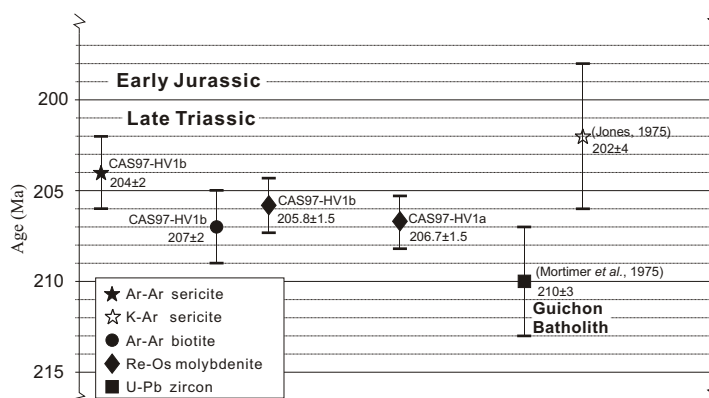 Age (Ma)
200
205
210
215
Early Jurassic
Late Triassic
CAS97-HV1b
204±2
CAS97-HV1b
207±2
CAS97-HV1b
205.8±1.5
CAS97-HV1a
206.7±1.5
(Jones, 1975)
202±4
(Mortimer et al., 1975)
210±3
Guichon
Batholith
Ar-Ar sericite
K-Ar sericite
Ar-Ar biotite
Re-Os molybdenite
U-Pb zircon